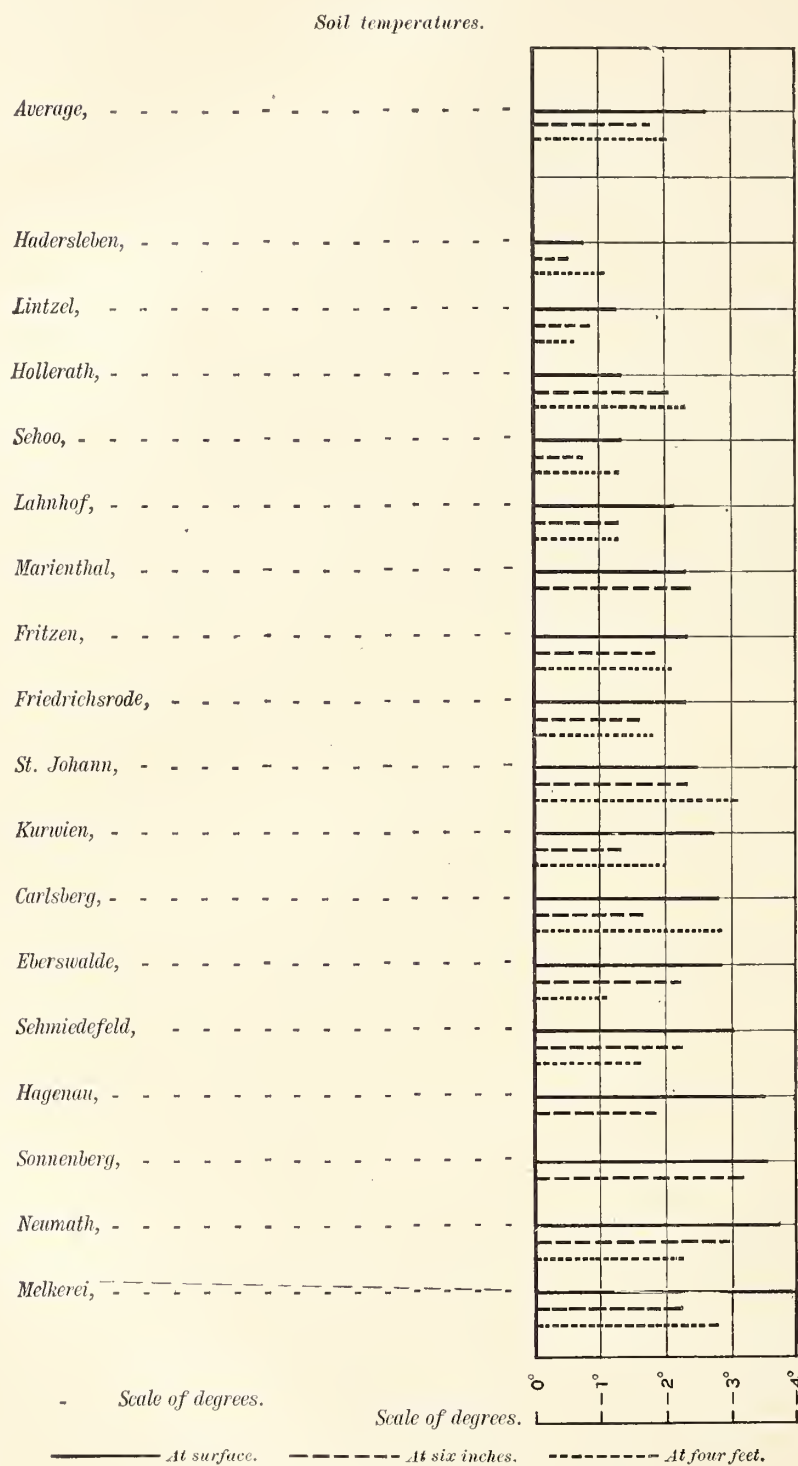 Soil temperatures.
Average,
Hadersleben,
Lintzel,
Hollerath,
Schoo,
Lahnhof,
Marienthal,
Fritzen,
Friedrichsrode,
St. Johann,
Kurwien,
Carlsberg,
Eberswalde,
Schmiedefeld,
Hagenau,
Sonnenberg,
Neumath,
Melkerei,
0° 1° 2° 3° 4°
Scale of degrees.
Scale of degrees.
At surface. At six inches. At four feet.